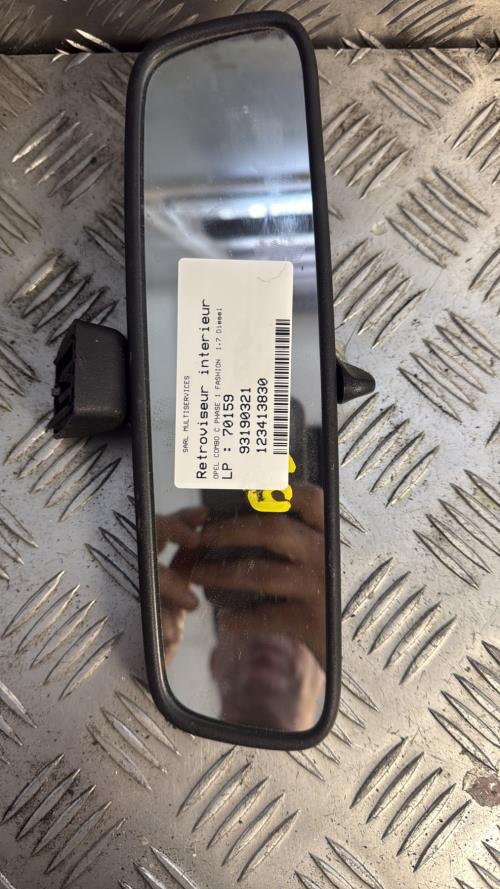 SARL MULTISERVICES
Retroviseur interieur
OPEL COMBO C PHASE 1 FASHION 1.7 Diesel
LP : 70159
93190321
123413830